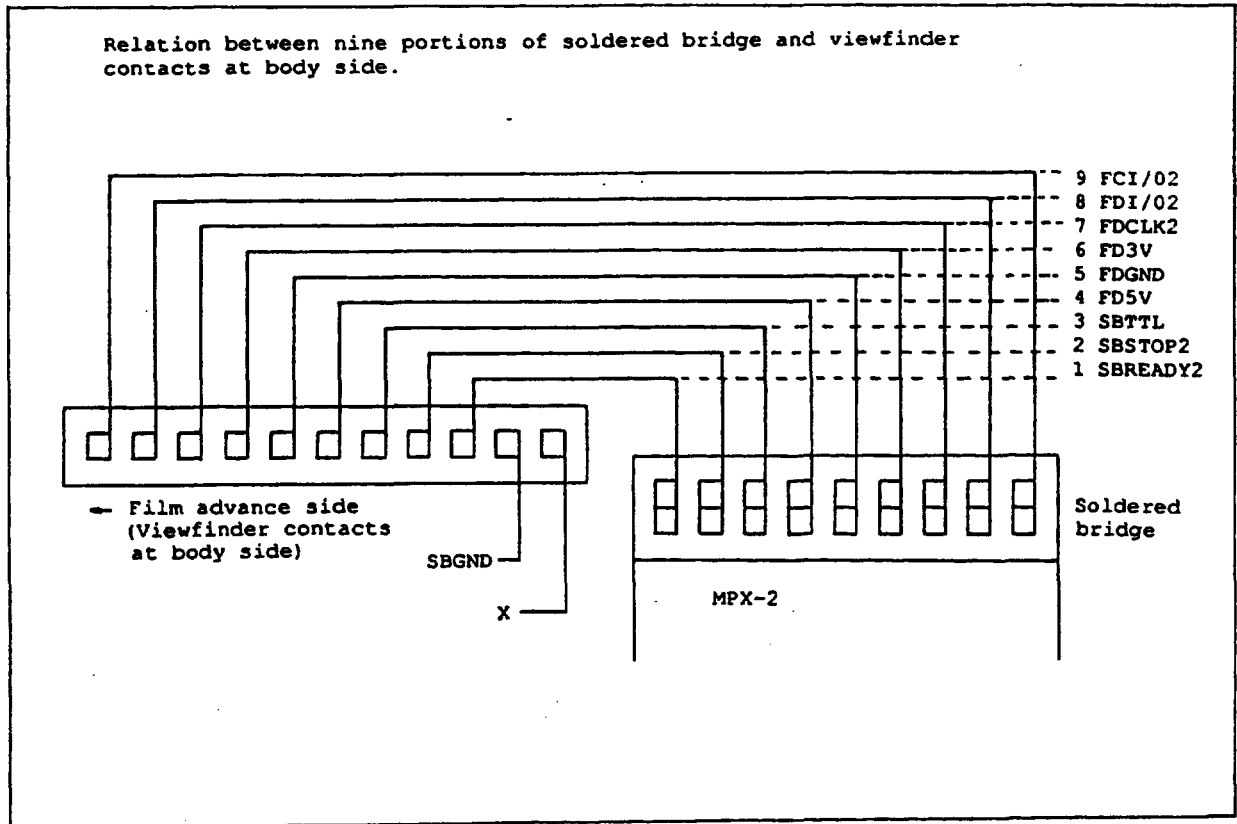 Relation between nine portions of soldered bridge and viewfinder
contacts at body side.
9 FCI/02
8 FDI/02
7 FDCLK2
6 FD3V
5 FDGND
4 FD5V
3 SBTTL
2 SBSTOP2
1 SBREADY2
← Film advance side
(Viewfinder contacts
at body side)
SBGND
X
Soldered
bridge
MPX-2